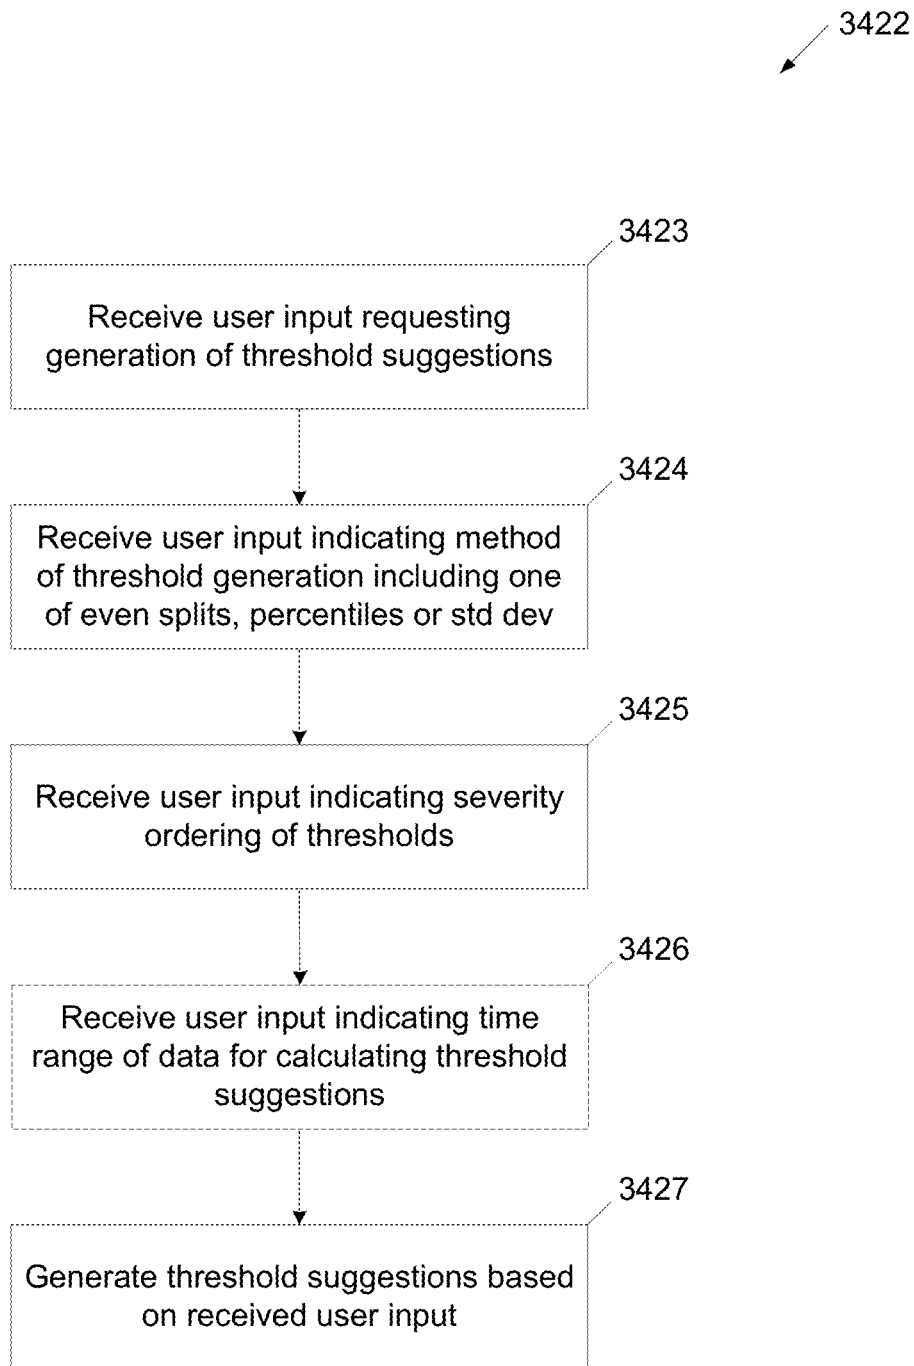 3422
3423
Receive user input requesting
generation of threshold suggestions
3424
Receive user input indicating method
of threshold generation including one
of even splits, percentiles or std dev
3425
Receive user input indicating severity
ordering of thresholds
3426
Receive user input indicating time
range of data for calculating threshold
suggestions
3427
Generate threshold suggestions based
on received user input